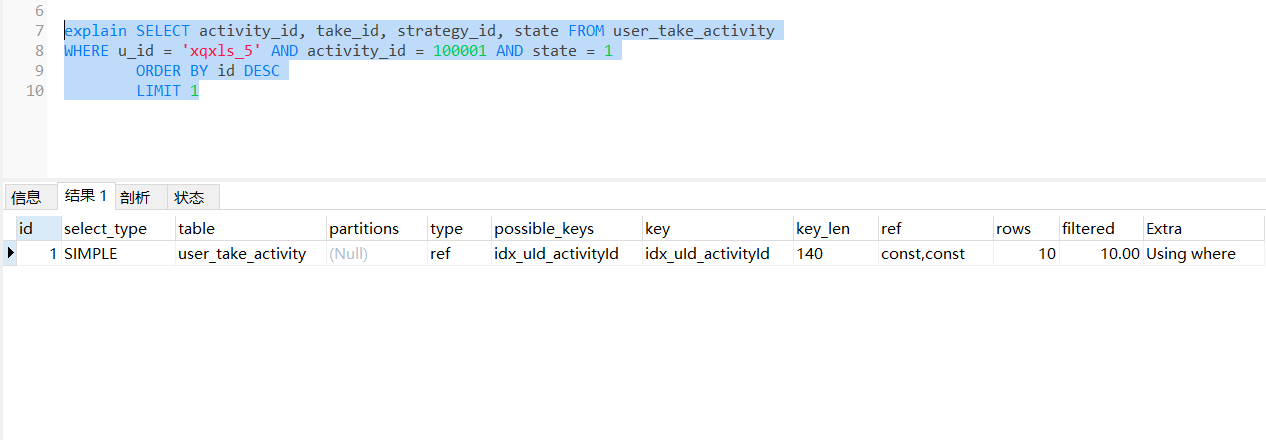 6
7 explain SELECT activity_id, take_id, strategy_id, state FROM user_take_activity
8 WHERE u_id = 'xqxls_5' AND activity_id = 100001 AND state = 1
9 ORDER BY id DESC
10 LIMIT 1
信息 结果 1 剖析 状态
id select_type table partitions type possible_keys key key_len ref rows filtered Extra
1 SIMPLE user_take_activity (Null) ref idx_uId_activityId idx_uId_activityId 140 const,const 10 10.00 Using where